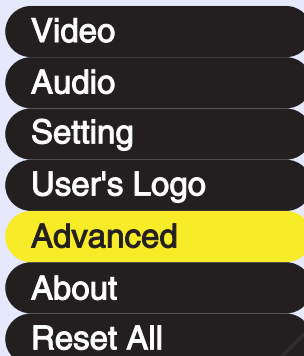 Video
Audio
Setting
User's Logo
Advanced
About
Reset All